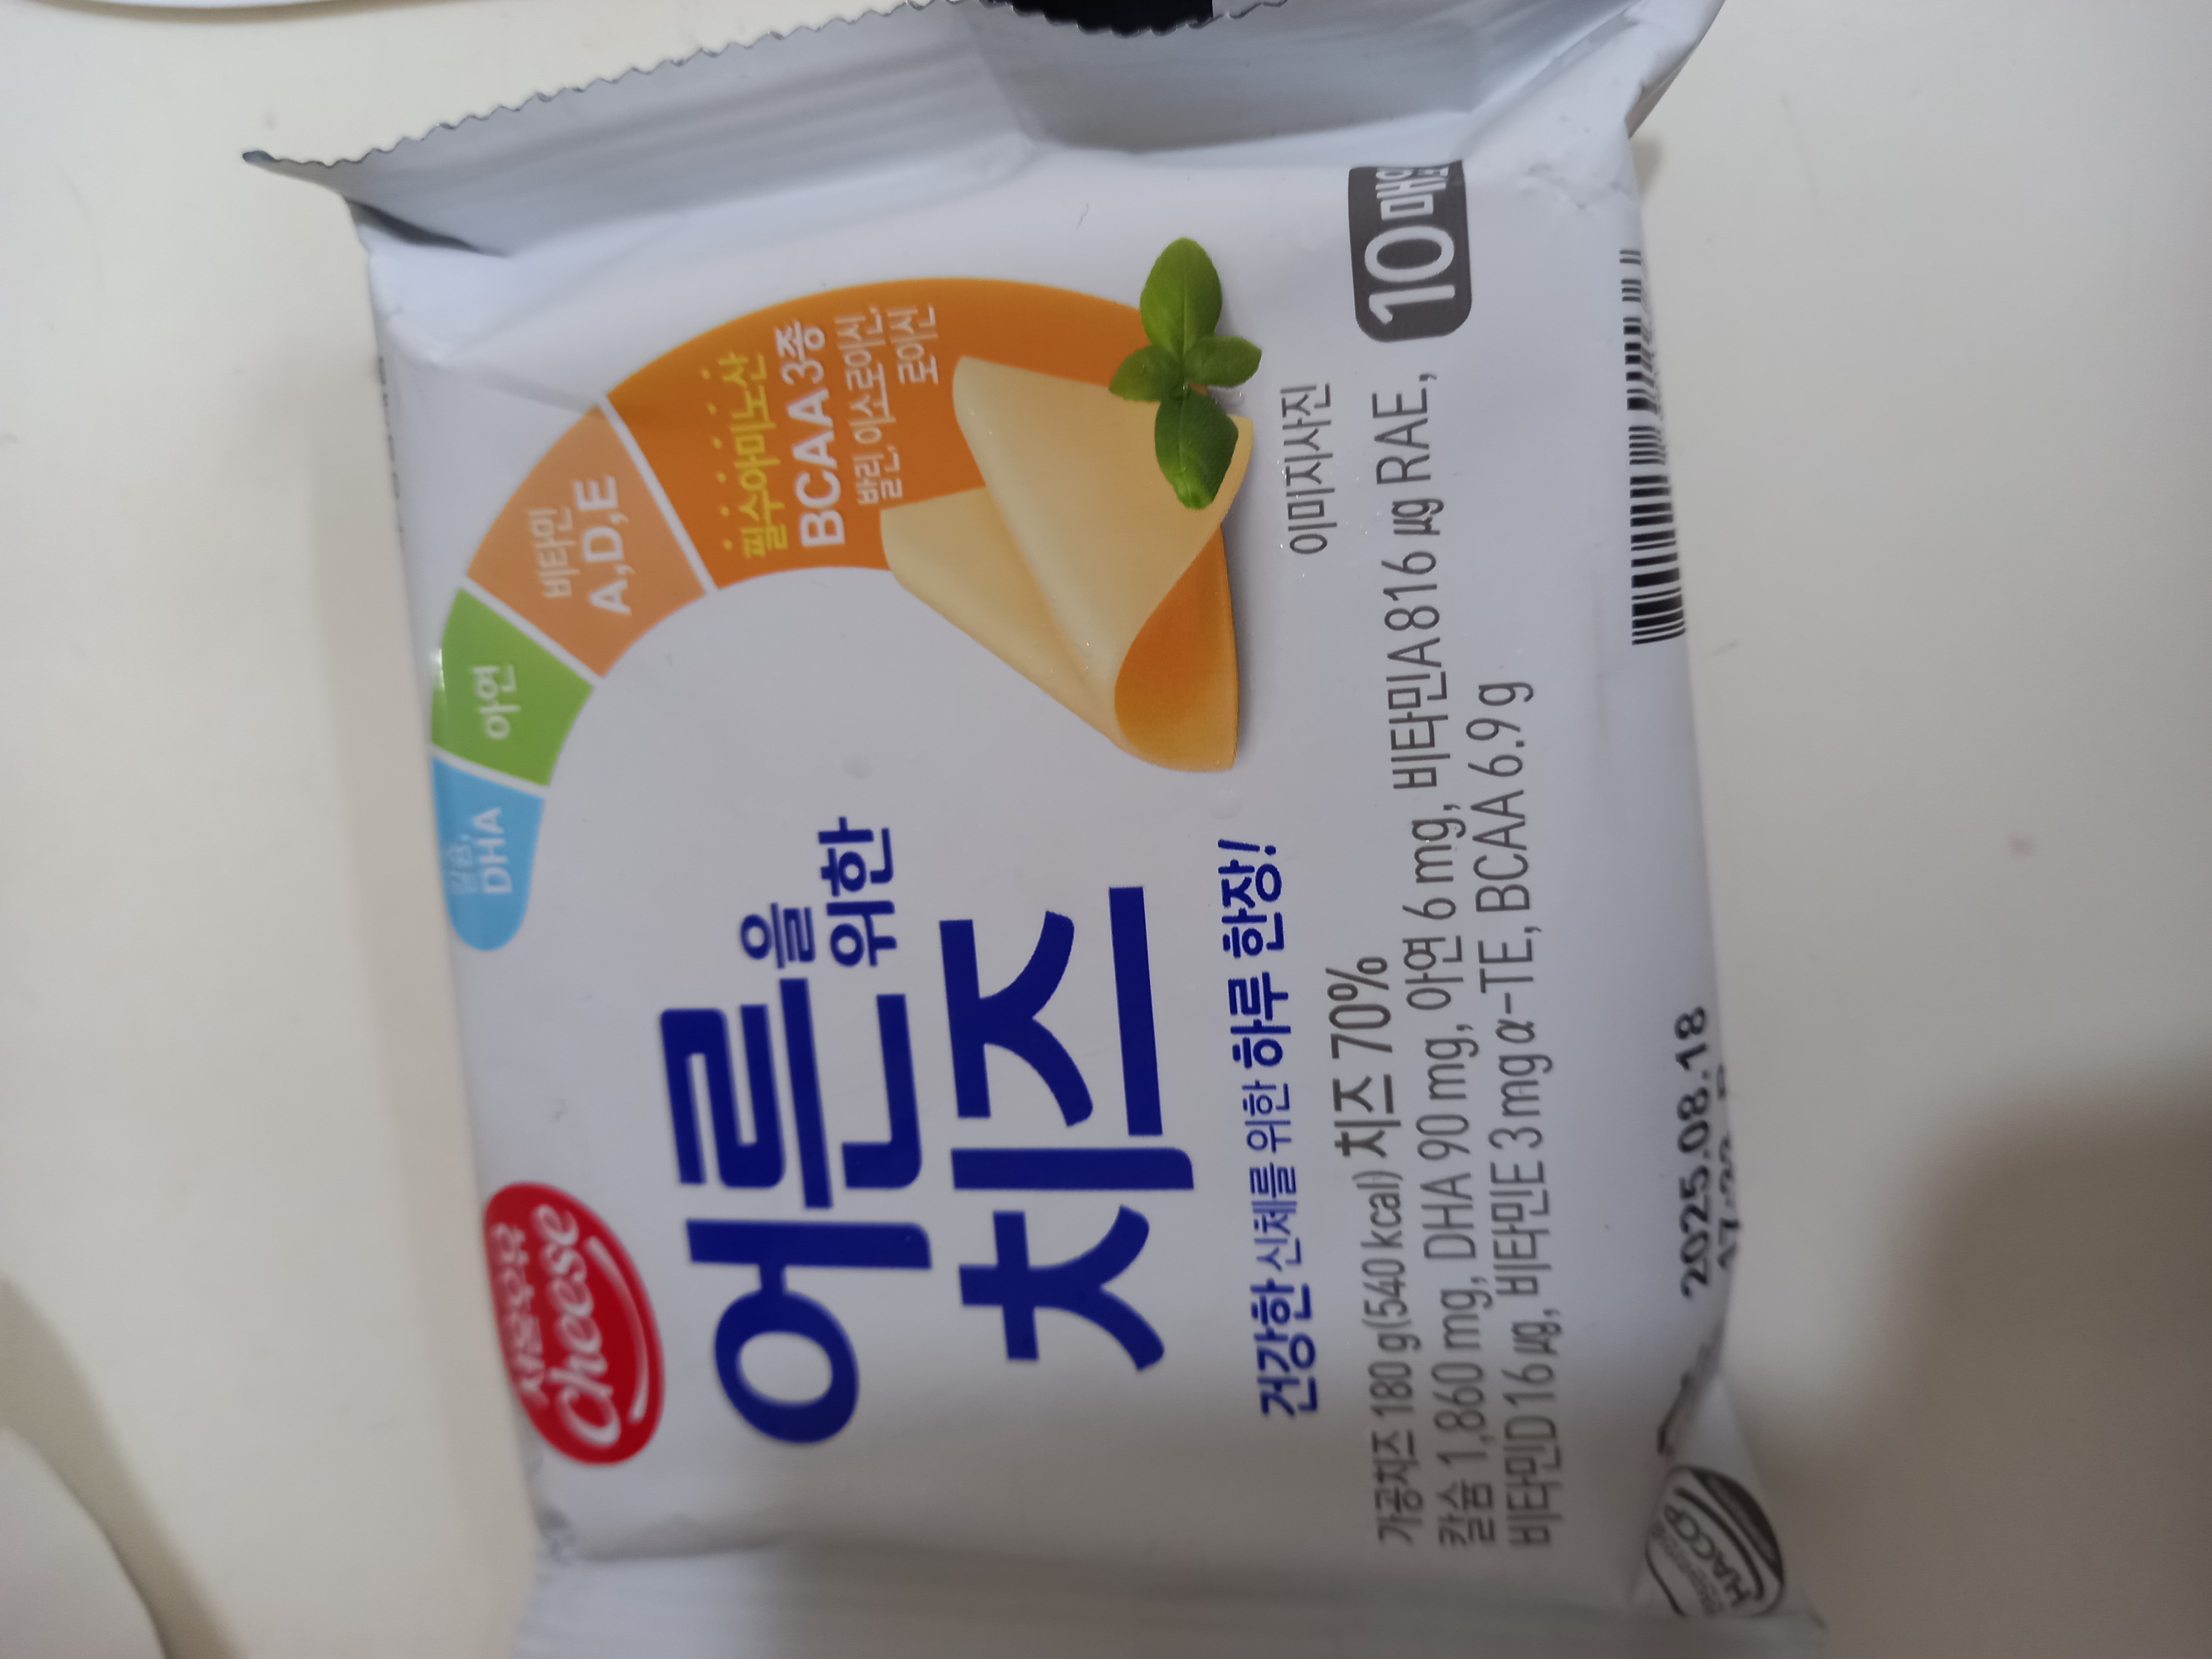 서울우유
Cheese
어른을
위한
치즈
건강한 신체를 위한 하루 한장!
칼슘,
DHA
아연
비타민
A,D,E
필수아미노산
BCAA 3종
발린, 이소로이신,
로이신
이미지사진
가공치즈 180 g(540 kcal) 치즈 70%
칼슘 1,860 mg, DHA 90 mg, 아연 6 mg, 비타민A 816 μg RAE,
비타민D 16 μg, 비타민E 3 mg α-TE, BCAA 6.9 g
10매입
2025.08.18
HACCP